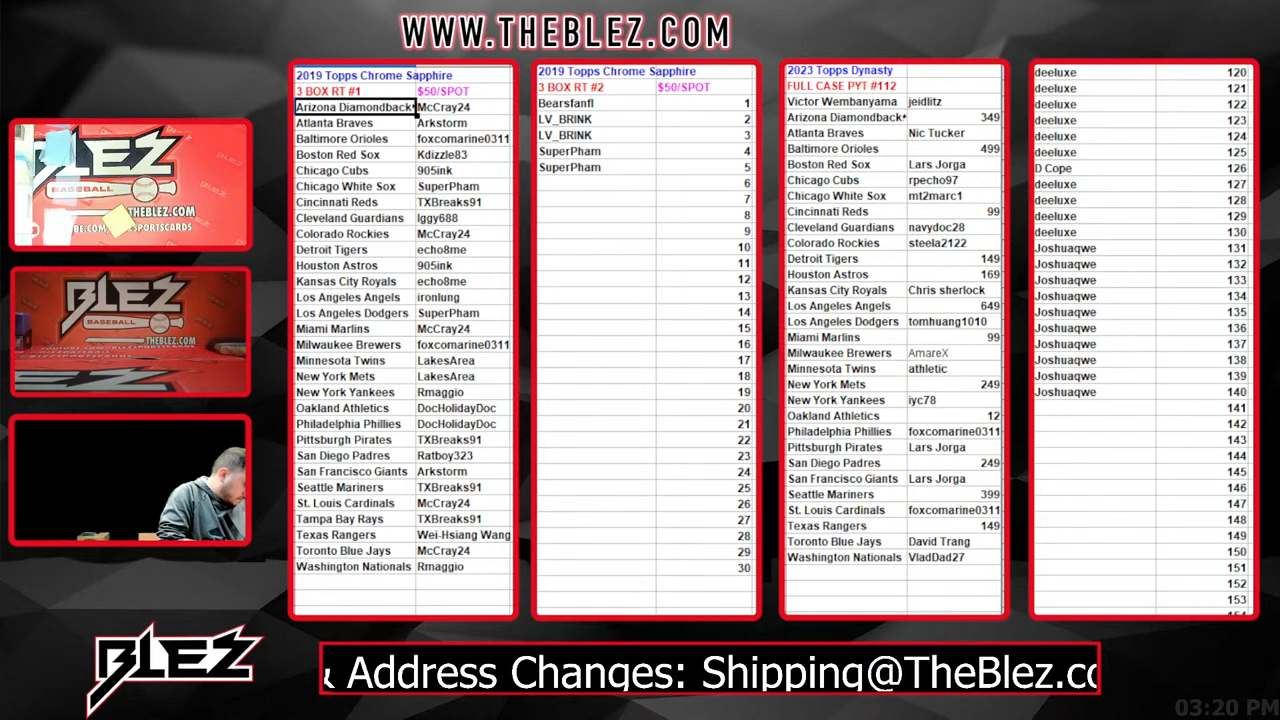 WWW.THEBLEZ.COM
2019 Topps Chrome Sapphire
3 BOX RT #1 $50/SPOT
Arizona Diamondback McCray24
Atlanta Braves Arkstorm
Baltimore Orioles foxcomarine0311
Boston Red Sox Kdizzle83
Chicago Cubs 905ink
Chicago White Sox SuperPham
Cincinnati Reds TXBreaks91
Cleveland Guardians Iggy688
Colorado Rockies McCray24
Detroit Tigers echo8me
Houston Astros 905ink
Kansas City Royals echo8me
Los Angeles Angels ironlung
Los Angeles Dodgers SuperPham
Miami Marlins McCray24
Milwaukee Brewers foxcomarine0311
Minnesota Twins LakesArea
New York Mets LakesArea
New York Yankees Rmaggio
Oakland Athletics DocHolidayDoc
Philadelphia Phillies DocHolidayDoc
Pittsburgh Pirates TXBreaks91
San Diego Padres Ratboy323
San Francisco Giants Arkstorm
Seattle Mariners TXBreaks91
St. Louis Cardinals McCray24
Tampa Bay Rays TXBreaks91
Texas Rangers Wei-Hsiang Wang
Toronto Blue Jays McCray24
Washington Nationals Rmaggio
2019 Topps Chrome Sapphire
3 BOX RT #2 $50/SPOT
Bearsfanfl 1
LV_BRINK 2
LV_BRINK 3
SuperPham 4
SuperPham 5
6
7
8
9
10
11
12
13
14
15
16
17
18
19
20
21
22
23
24
25
26
27
28
29
30
2023 Topps Dynasty
FULL CASE PYT #112
Victor Wembanyama jeidlitz
Arizona Diamondback 349
Atlanta Braves Nic Tucker
Baltimore Orioles 499
Boston Red Sox Lars Jorga
Chicago Cubs rpecho97
Chicago White Sox mt2marc1
Cincinnati Reds 99
Cleveland Guardians navydoc28
Colorado Rockies steela2122
Detroit Tigers 149
Houston Astros 169
Kansas City Royals Chris sherlock
Los Angeles Angels 649
Los Angeles Dodgers tomhuang1010
Miami Marlins 99
Milwaukee Brewers AmareX
Minnesota Twins athletic
New York Mets 249
New York Yankees iyc78
Oakland Athletics 12
Philadelphia Phillies foxcomarine0311
Pittsburgh Pirates Lars Jorga
San Diego Padres 249
San Francisco Giants Lars Jorga
Seattle Mariners 399
St. Louis Cardinals foxcomarine0311
Texas Rangers 149
Toronto Blue Jays David Trang
Washington Nationals VladDad27
deeluxe 120
deeluxe 121
deeluxe 122
deeluxe 123
deeluxe 124
deeluxe 125
D Cope 126
deeluxe 127
deeluxe 128
deeluxe 129
deeluxe 130
Joshuaqwe 131
Joshuaqwe 132
Joshuaqwe 133
Joshuaqwe 134
Joshuaqwe 135
Joshuaqwe 136
Joshuaqwe 137
Joshuaqwe 138
Joshuaqwe 139
Joshuaqwe 140
141
142
143
144
145
146
147
148
149
150
151
152
153
BLEZ
BASEBALL
THEBLEZ.COM
BLEZ
BASEBALL
THEBLEZ.COM
BLEZ
Address Changes: Shipping@TheBlez.co
03:20 PM